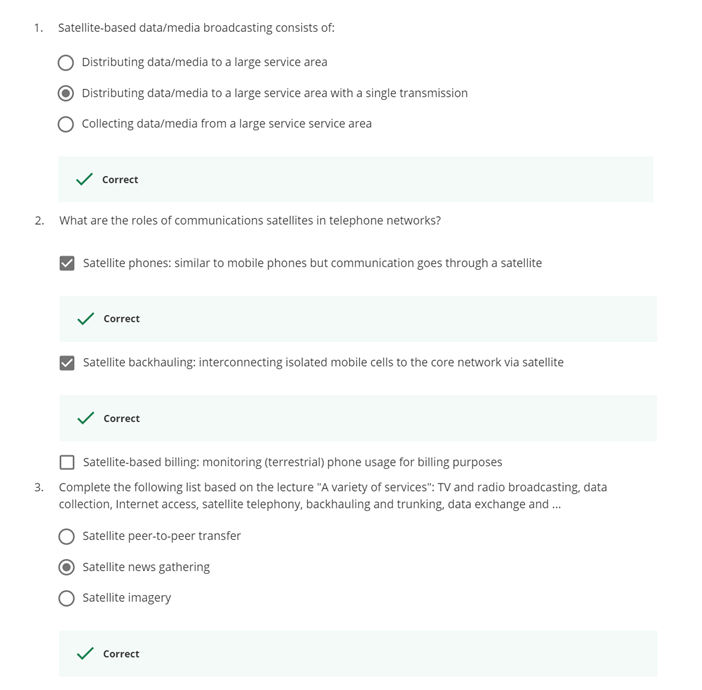 1. Satellite-based data/media broadcasting consists of:
Distributing data/media to a large service area
Distributing data/media to a large service area with a single transmission
Collecting data/media from a large service service area
Correct
2. What are the roles of communications satellites in telephone networks?
Satellite phones: similar to mobile phones but communication goes through a satellite
Correct
Satellite backhauling: interconnecting isolated mobile cells to the core network via satellite
Correct
Satellite-based billing: monitoring (terrestrial) phone usage for billing purposes
3. Complete the following list based on the lecture "A variety of services": TV and radio broadcasting, data
collection, Internet access, satellite telephony, backhauling and trunking, data exchange and ...
Satellite peer-to-peer transfer
Satellite news gathering
Satellite imagery
Correct